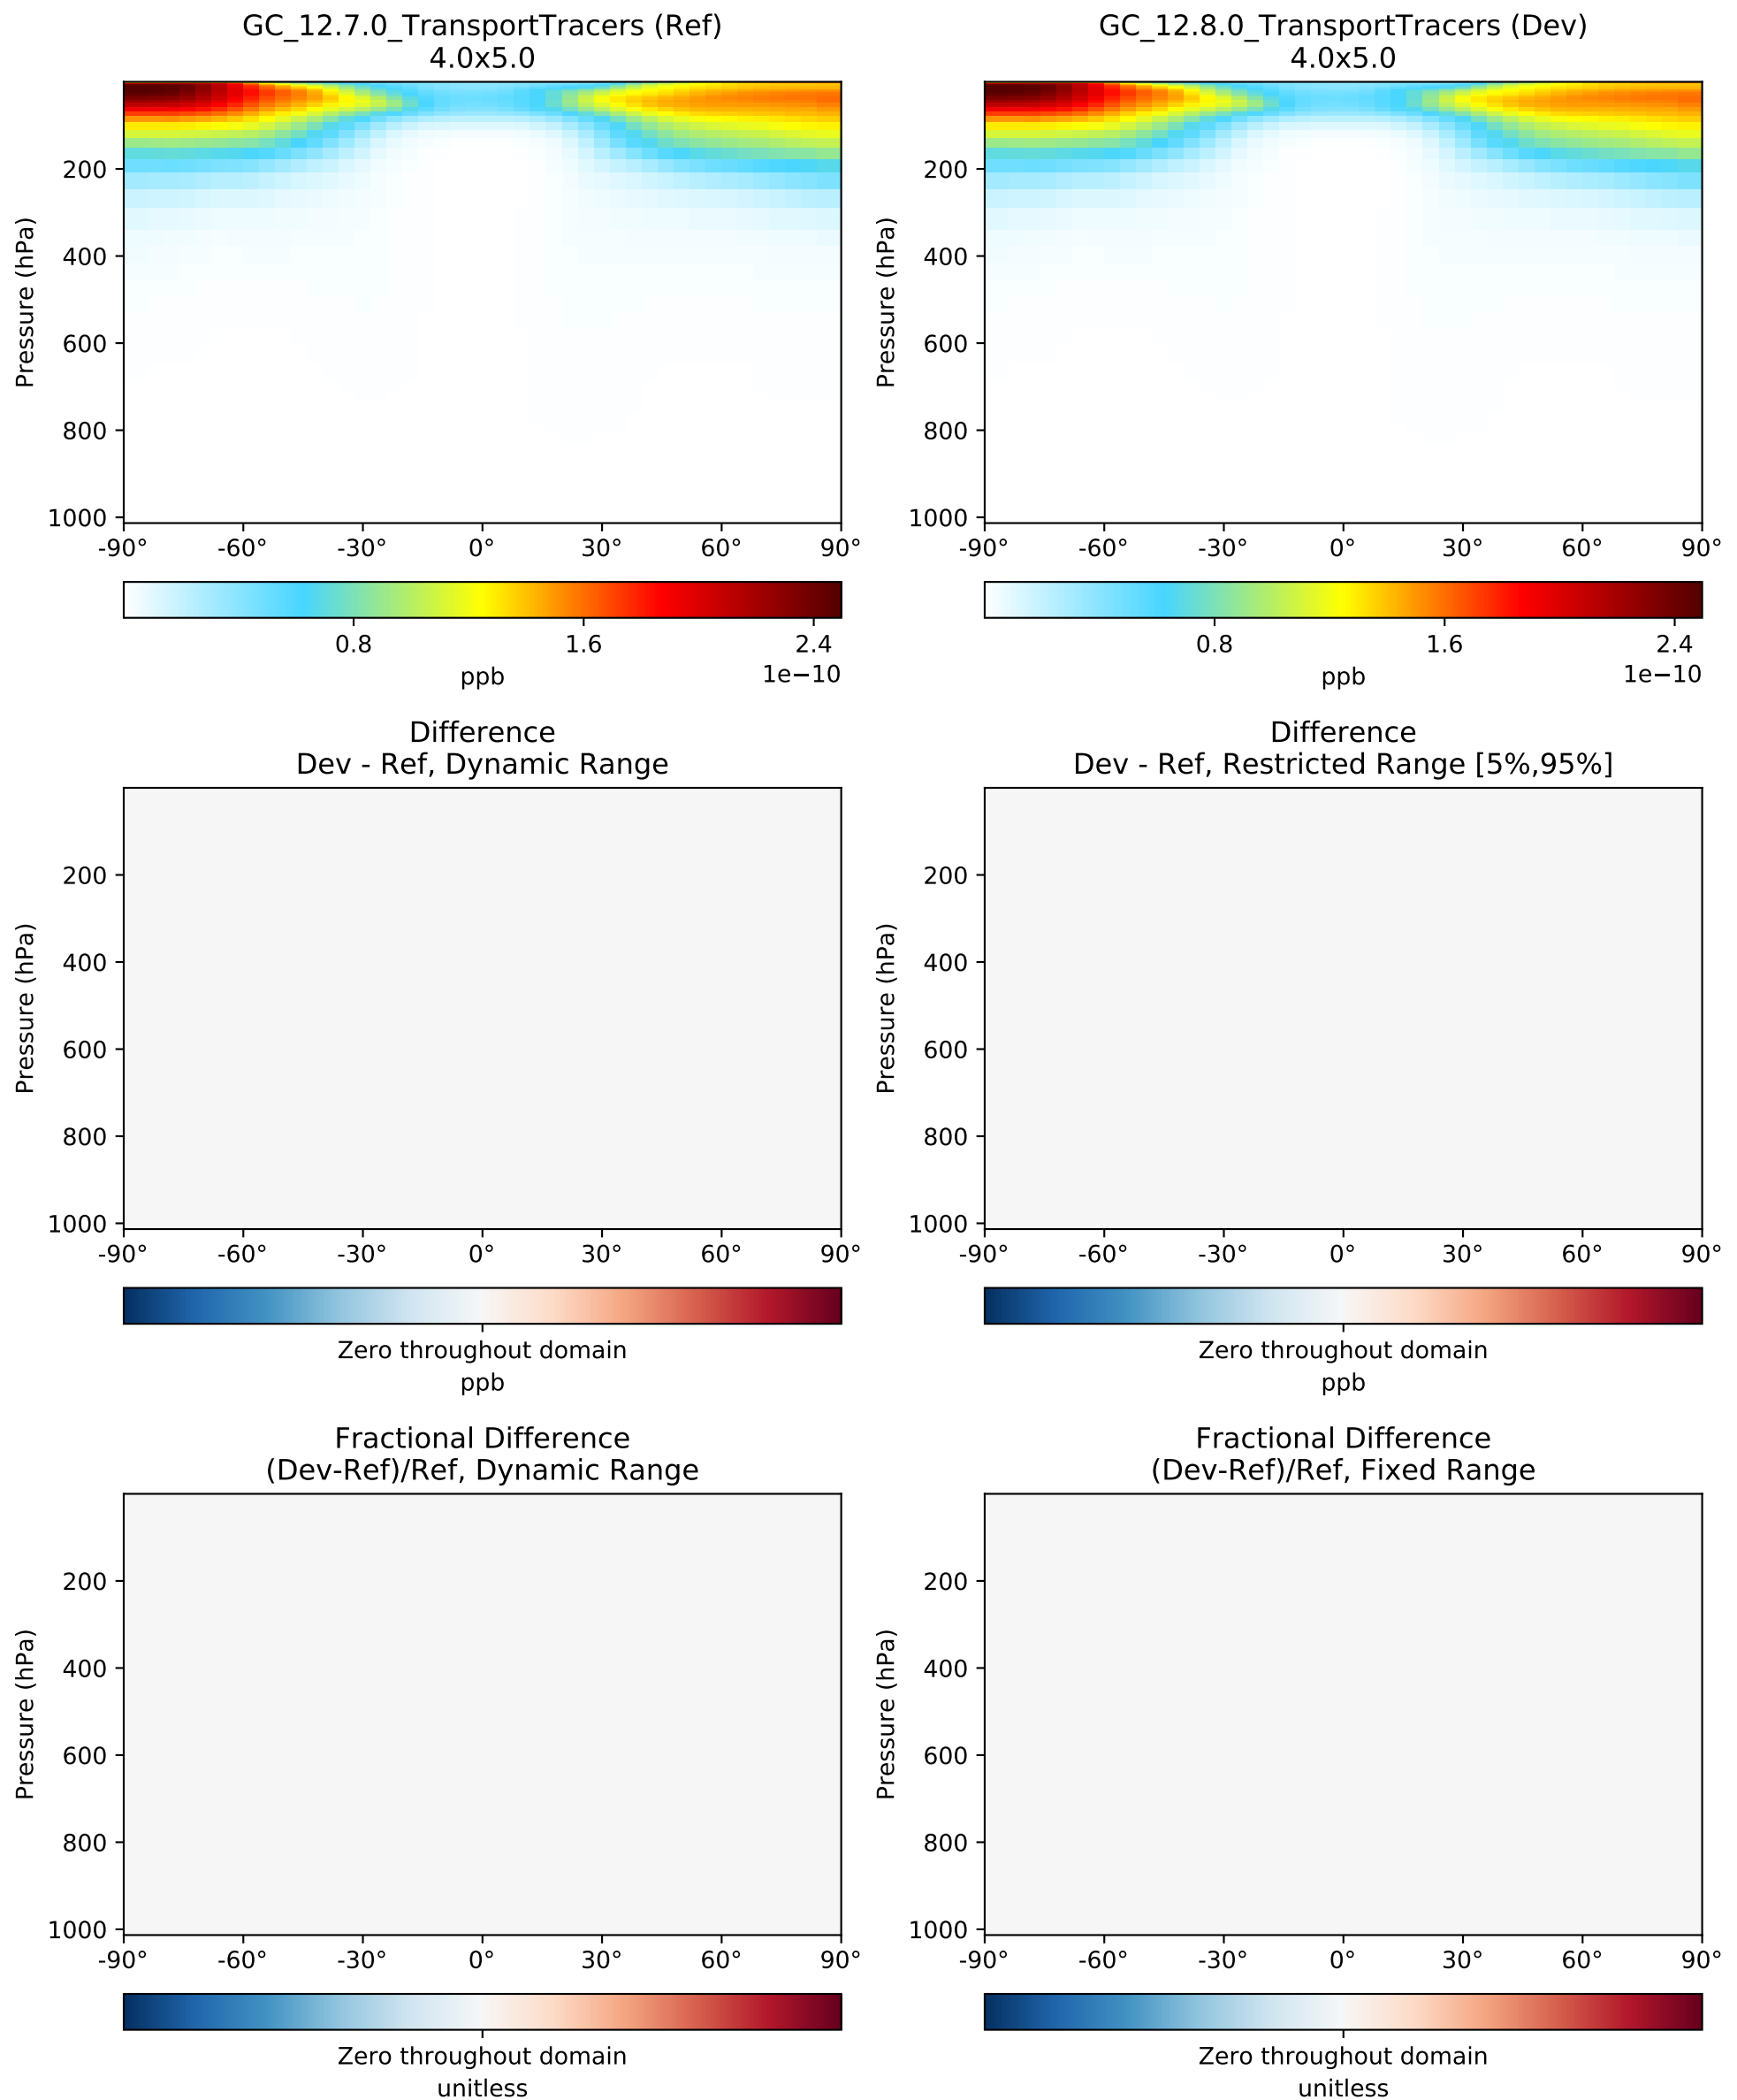 GC_12.7.0_TransportTracers (Ref)
4.0x5.0
Pressure (hPa)
200
400
600
800
1000
-90° -60° -30° 0° 30° 60° 90°
0.8 1.6 2.4
ppb
1e−10
GC_12.8.0_TransportTracers (Dev)
4.0x5.0
Pressure (hPa)
200
400
600
800
1000
-90° -60° -30° 0° 30° 60° 90°
0.8 1.6 2.4
ppb
1e−10
Difference
Dev - Ref, Dynamic Range
Pressure (hPa)
200
400
600
800
1000
-90° -60° -30° 0° 30° 60° 90°
Zero throughout domain
ppb
Difference
Dev - Ref, Restricted Range [5%,95%]
Pressure (hPa)
200
400
600
800
1000
-90° -60° -30° 0° 30° 60° 90°
Zero throughout domain
ppb
Fractional Difference
(Dev-Ref)/Ref, Dynamic Range
Pressure (hPa)
200
400
600
800
1000
-90° -60° -30° 0° 30° 60° 90°
Zero throughout domain
unitless
Fractional Difference
(Dev-Ref)/Ref, Fixed Range
Pressure (hPa)
200
400
600
800
1000
-90° -60° -30° 0° 30° 60° 90°
Zero throughout domain
unitless